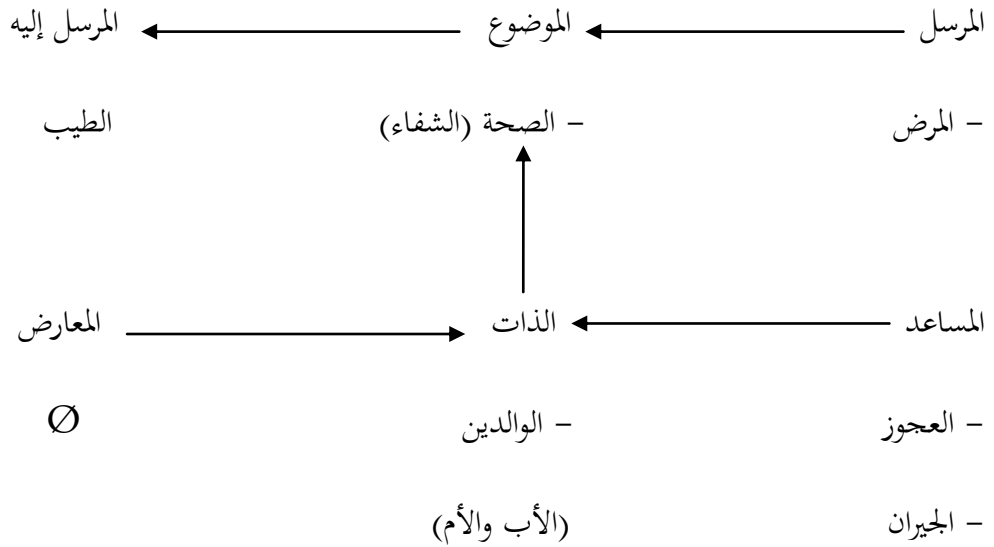 المرسل الموضوع المرسل إليه
– المرض – الصحة (الشفاء) الطيب
المساعد الذات المعارض
– العجوز – الوالدين Ø
– الجيران (الأب والأم)